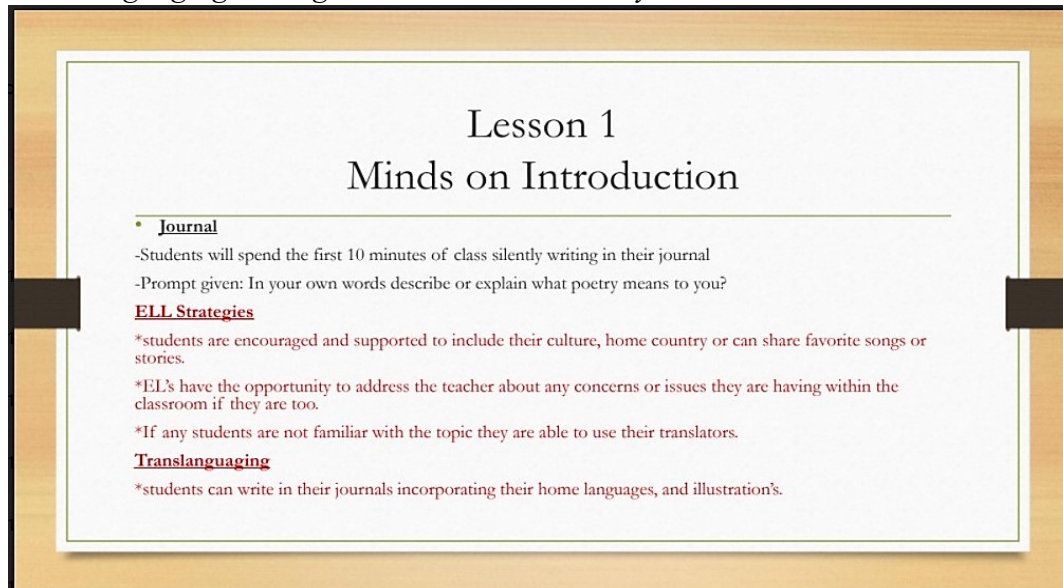 Lesson 1
Minds on Introduction
• Journal
-Students will spend the first 10 minutes of class silently writing in their journal
-Prompt given: In your own words describe or explain what poetry means to you?
ELL Strategies
*students are encouraged and supported to include their culture, home country or can share favorite songs or
stories.
*EL's have the opportunity to address the teacher about any concerns or issues they are having within the
classroom if they are too.
*If any students are not familiar with the topic they are able to use their translators.
Translanguaging
*students can write in their journals incorporating their home languages, and illustration's.